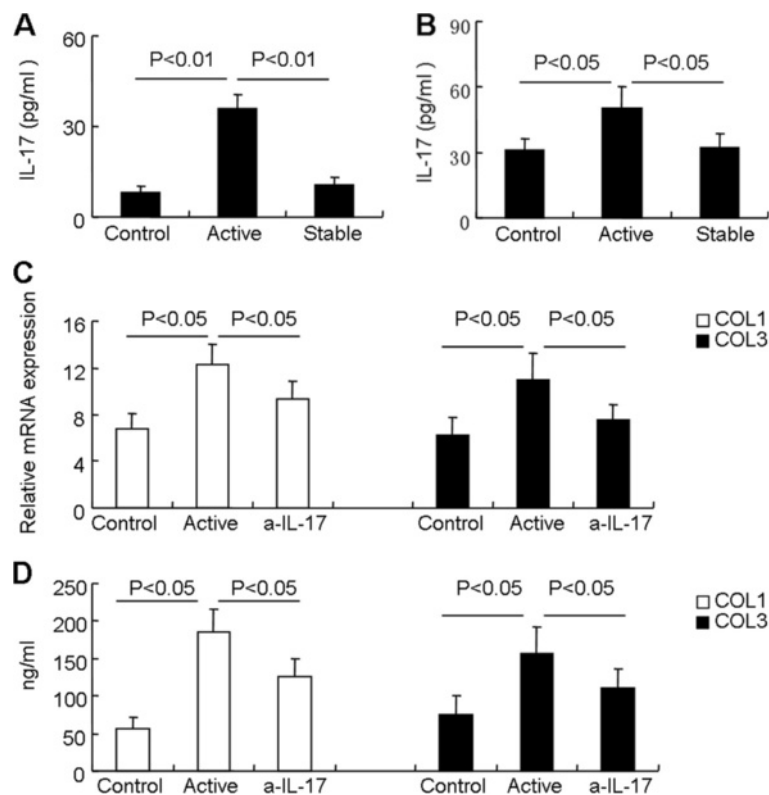 A
IL-17 (pg/ml)
60
30
0
P<0.01
P<0.01
Control
Active
Stable
B
IL-17 (pg/ml)
90
60
30
0
P<0.05
P<0.05
Control
Active
Stable
C
Relative mRNA expression
16
12
8
4
0
P<0.05
P<0.05
P<0.05
P<0.05
COL1
COL3
Control
Active
a-IL-17
Control
Active
a-IL-17
D
ng/ml
250
200
150
100
50
0
P<0.05
P<0.05
P<0.05
P<0.05
COL1
COL3
Control
Active
a-IL-17
Control
Active
a-IL-17